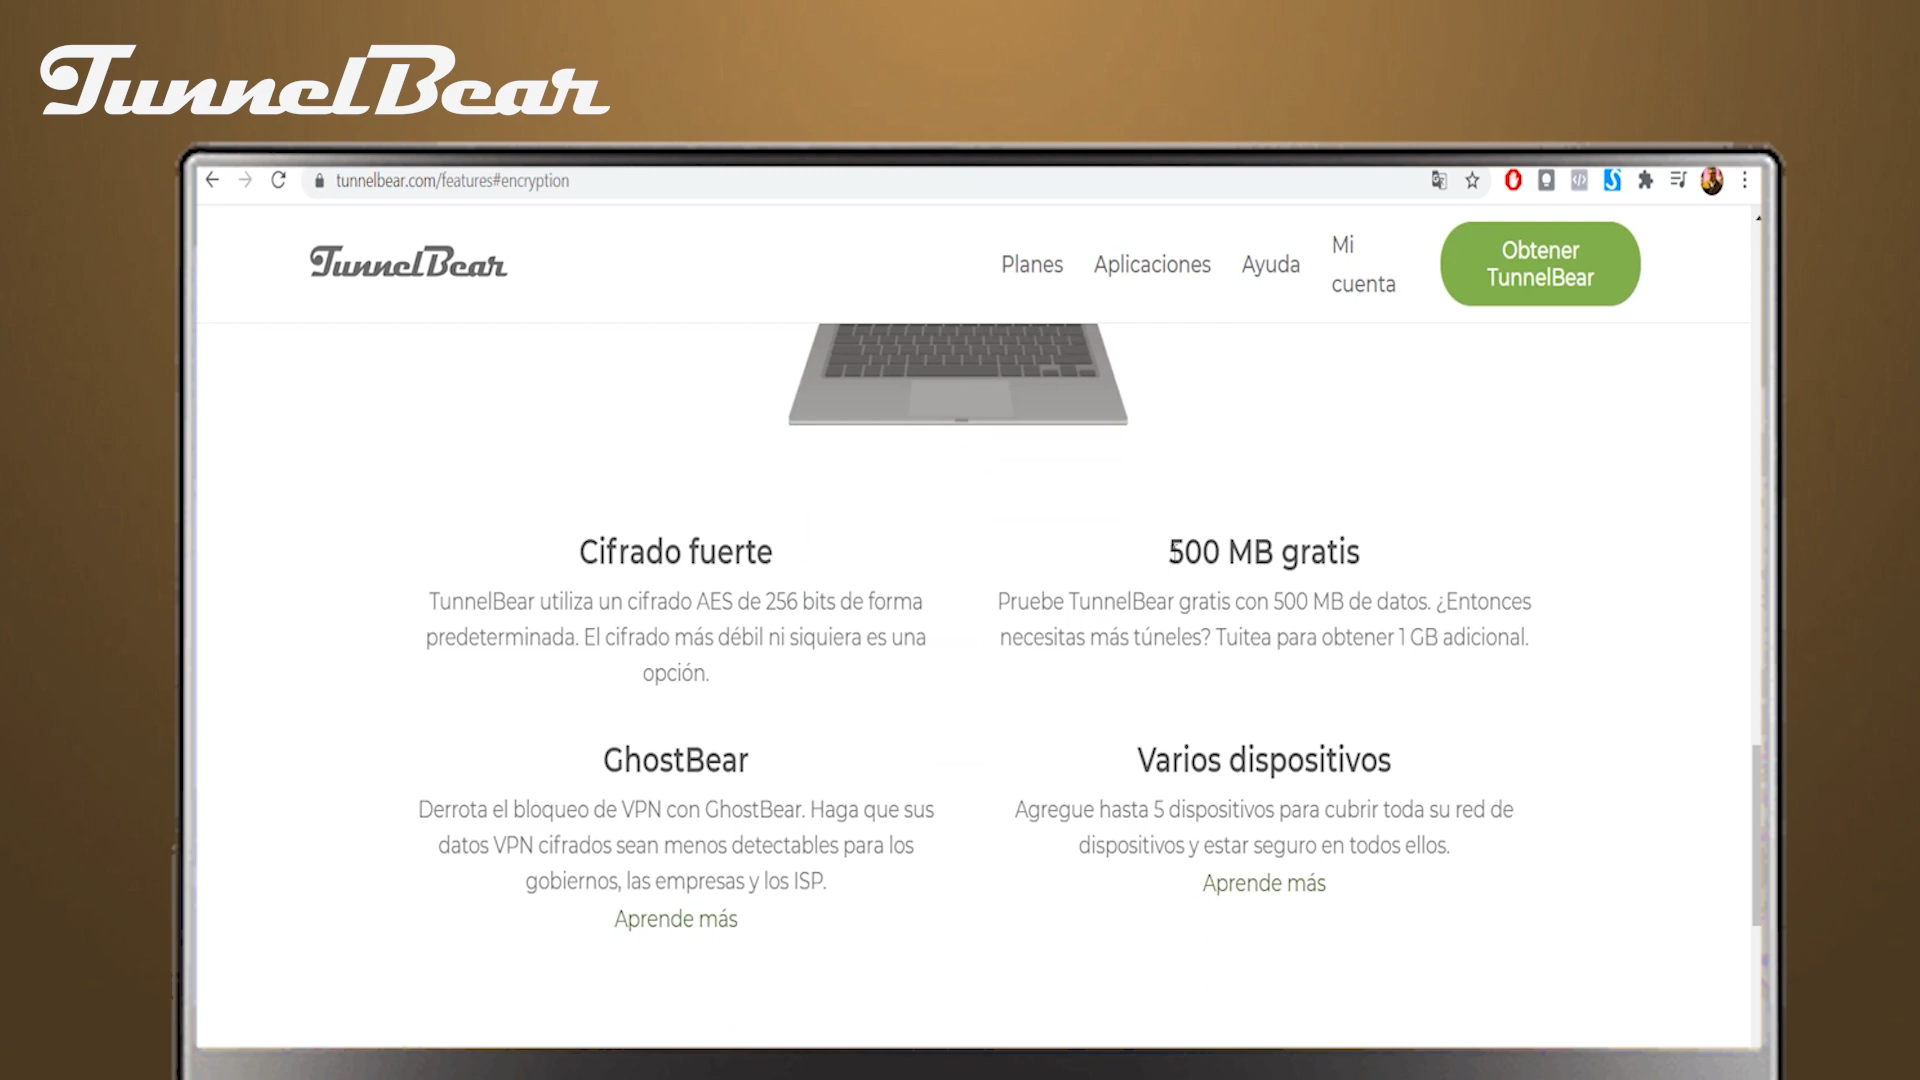 TunnelBear
tunnelbear.com/features#encryption
TunnelBear
Planes
Aplicaciones
Ayuda
Mi
cuenta
Obtener
TunnelBear
Cifrado fuerte
TunnelBear utiliza un cifrado AES de 256 bits de forma
predeterminada. El cifrado más débil ni siquiera es una
opción.
500 MB gratis
Pruebe TunnelBear gratis con 500 MB de datos. ¿Entonces
necesitas más túneles? Tuitea para obtener 1 GB adicional.
GhostBear
Derrota el bloqueo de VPN con GhostBear. Haga que sus
datos VPN cifrados sean menos detectables para los
gobiernos, las empresas y los ISP.
Aprende más
Varios dispositivos
Agregue hasta 5 dispositivos para cubrir toda su red de
dispositivos y estar seguro en todos ellos.
Aprende más